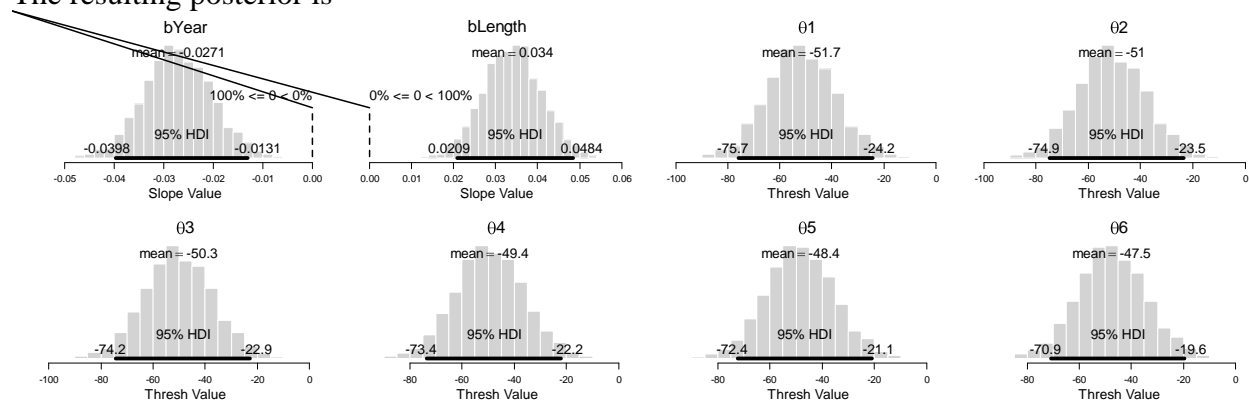 The resulting posterior is
bYear
mean = -0.0271
100% <= 0 < 0%
95% HDI
-0.0398 -0.0131
-0.05 -0.04 -0.03 -0.02 -0.01 0.00
Slope Value
bLength
mean = 0.034
0% <= 0 < 100%
95% HDI
0.0209 0.0484
0.00 0.01 0.02 0.03 0.04 0.05 0.06
Slope Value
θ1
mean = -51.7
95% HDI
-75.7 -24.2
-100 -80 -60 -40 -20 0
Thresh Value
θ2
mean = -51
95% HDI
-74.9 -23.5
-100 -80 -60 -40 -20 0
Thresh Value
θ3
mean = -50.3
95% HDI
-74.2 -22.9
-100 -80 -60 -40 -20 0
Thresh Value
θ4
mean = -49.4
95% HDI
-73.4 -22.2
-80 -60 -40 -20 0
Thresh Value
θ5
mean = -48.4
95% HDI
-72.4 -21.1
-80 -60 -40 -20 0
Thresh Value
θ6
mean = -47.5
95% HDI
-70.9 -19.6
-80 -60 -40 -20 0
Thresh Value